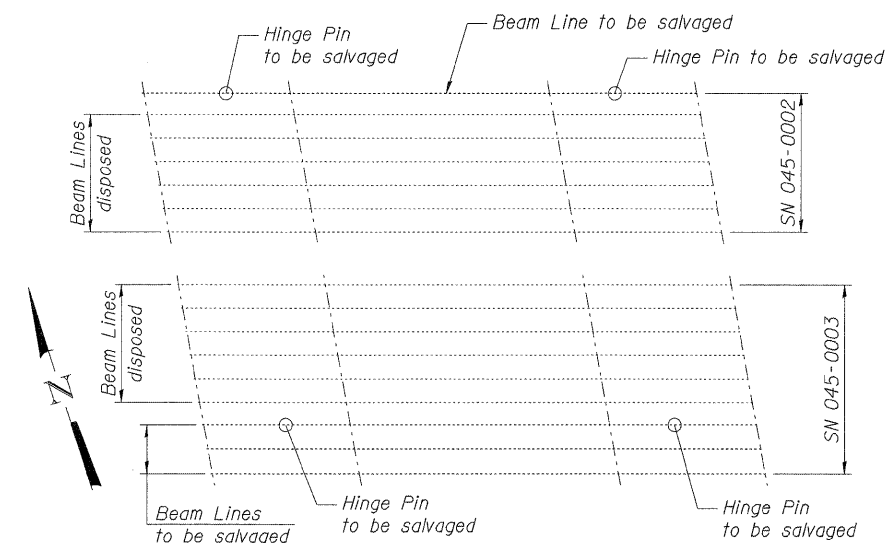 Hinge Pin
to be salvaged
Beam Line to be salvaged
Hinge Pin to be salvaged
Beam Lines
disposed
SN 045-0002
Beam Lines
disposed
SN 045-0003
N
Beam Lines
to be salvaged
Hinge Pin
to be salvaged
Hinge Pin
to be salvaged